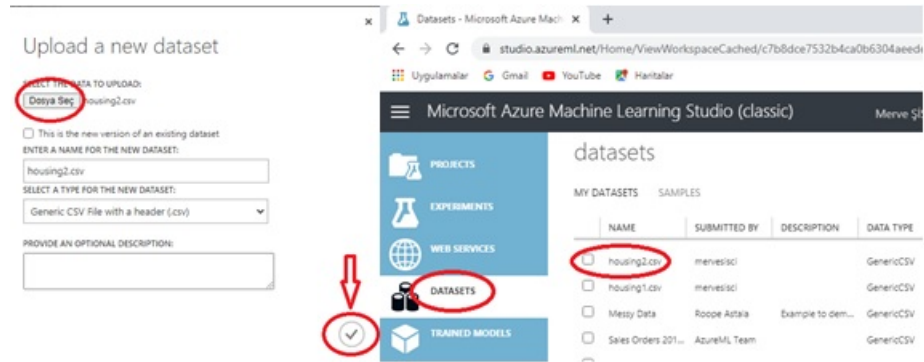 Upload a new dataset
SELECT THE DATA TO UPLOAD:
Dosya Seç housing2.csv
This is the new version of an existing dataset
ENTER A NAME FOR THE NEW DATASET:
housing2.csv
SELECT A TYPE FOR THE NEW DATASET:
Generic CSV File with a header (.csv)
PROVIDE AN OPTIONAL DESCRIPTION:
Datasets - Microsoft Azure Mach
studio.azureml.net/Home/ViewWorkspaceCached/c7b8dce7532b4ca0b6304aeed
Uygulamalar Gmail YouTube Haritalar
Microsoft Azure Machine Learning Studio (classic) Merve Şİ
PROJECTS
EXPERIMENTS
WEB SERVICES
DATASETS
TRAINED MODELS
datasets
MY DATASETS SAMPLES
NAME SUBMITTED BY DESCRIPTION DATA TYPE
housing2.csv mervesisci GenericCSV
housing1.csv mervesisci GenericCSV
Messy Data Roope Astala Example to dem... GenericCSV
Sales Orders 201... AzureML Team GenericCSV